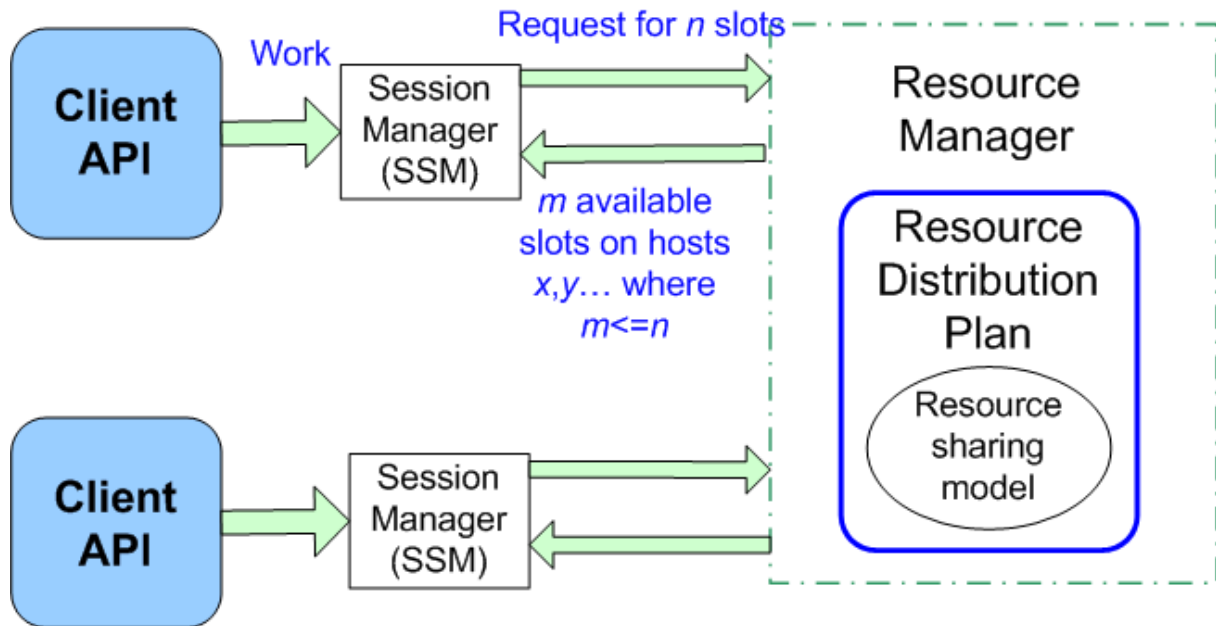 Client
API
Work
Session
Manager
(SSM)
Request for n slots
m available
slots on hosts
x,y... where
m<=n
Resource
Manager
Resource
Distribution
Plan
Resource
sharing
model
Client
API
Session
Manager
(SSM)